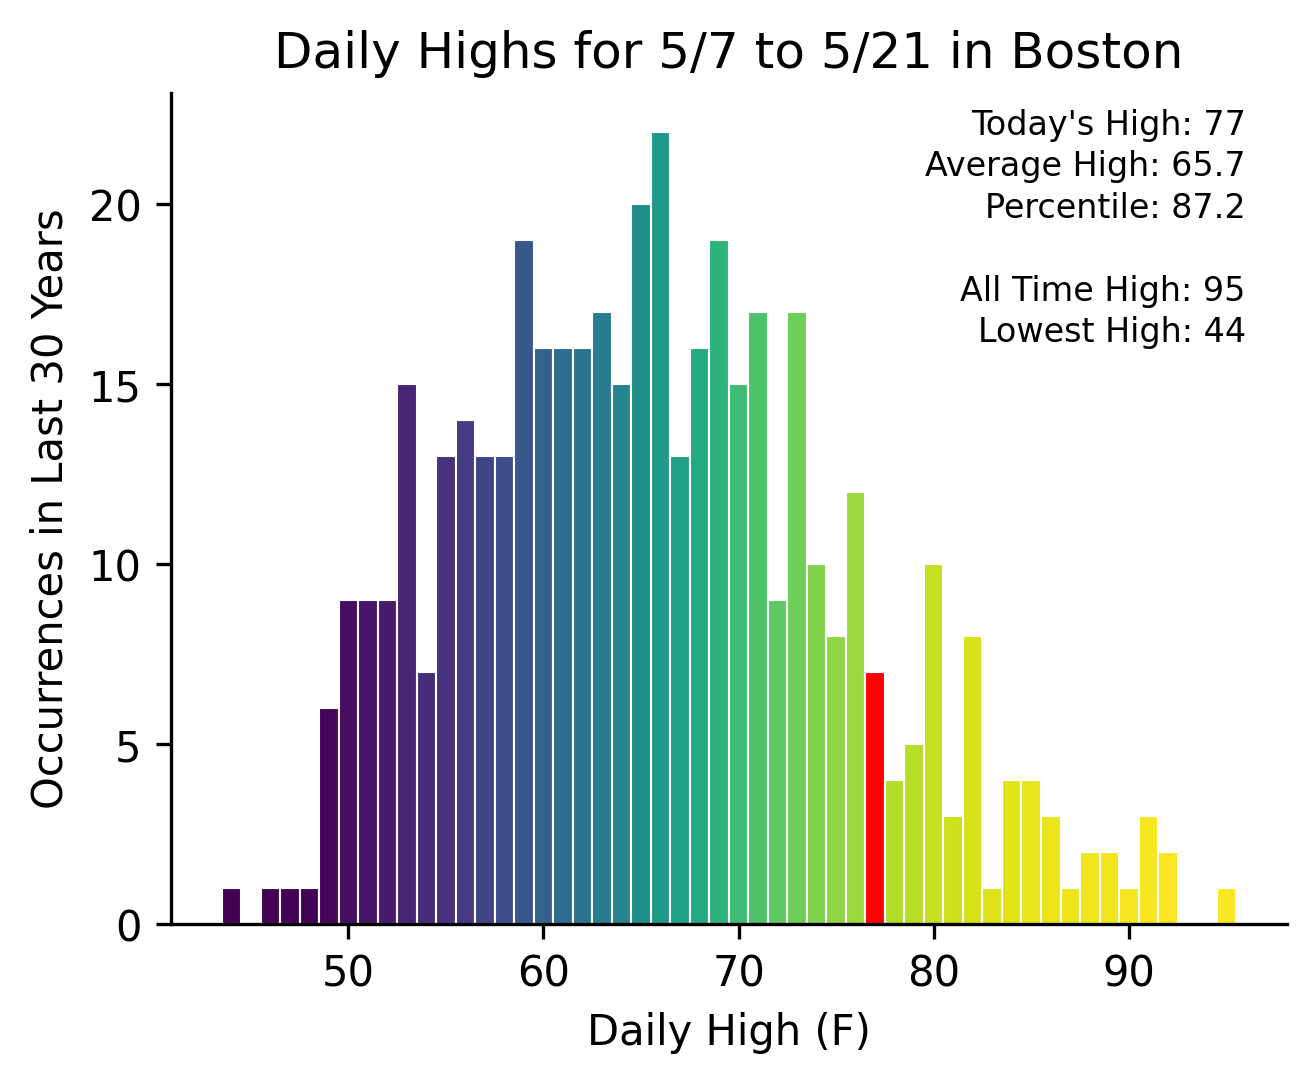 Daily Highs for 5/7 to 5/21 in Boston
Today's High: 77
Average High: 65.7
Percentile: 87.2
All Time High: 95
Lowest High: 44
Occurrences in Last 30 Years
20
15
10
5
0
50 60 70 80 90
Daily High (F)